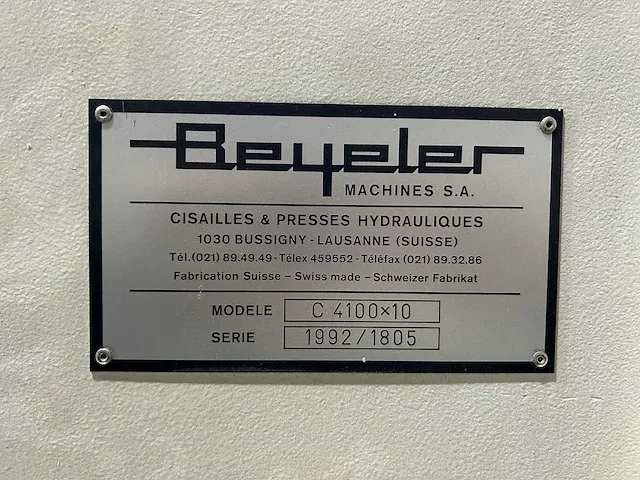 Beyeler
MACHINES S.A.
CISAILLES & PRESSES HYDRAULIQUES
1030 BUSSIGNY - LAUSANNE (SUISSE)
Tél.(021) 89.49.49 - Télex 459552 - Téléfax (021) 89.32.86
Fabrication Suisse – Swiss made – Schweizer Fabrikat
MODELE C 4100×10
SERIE 1992/1805